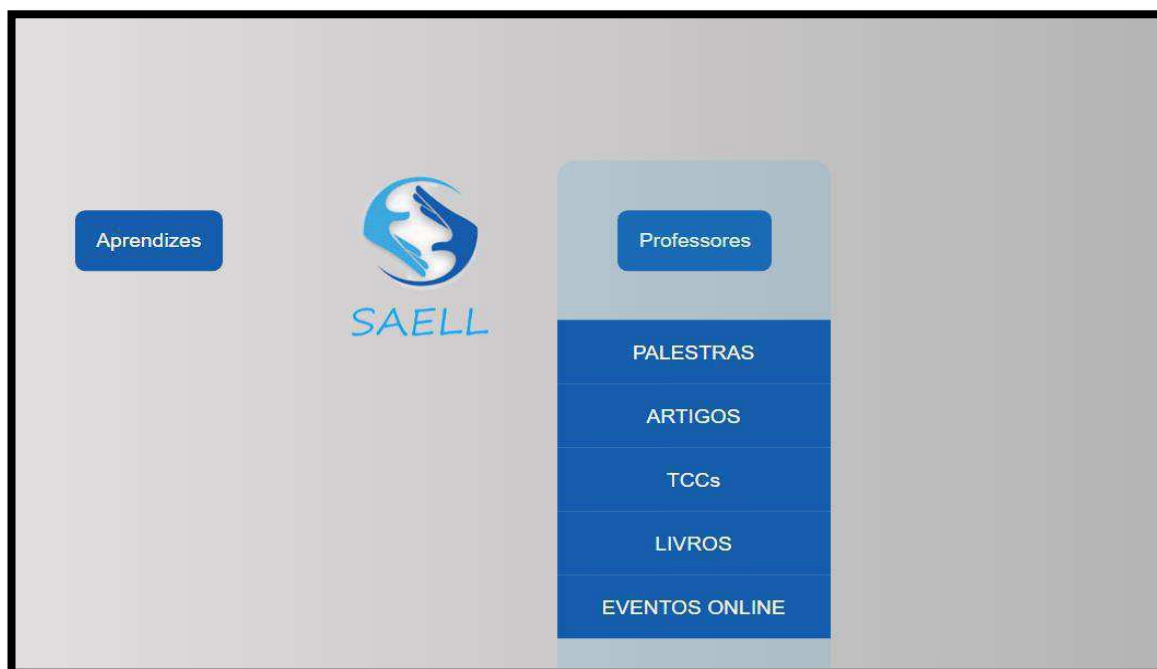 Aprendizes
SAELL
Professores
PALESTRAS
ARTIGOS
TCCs
LIVROS
EVENTOS ONLINE